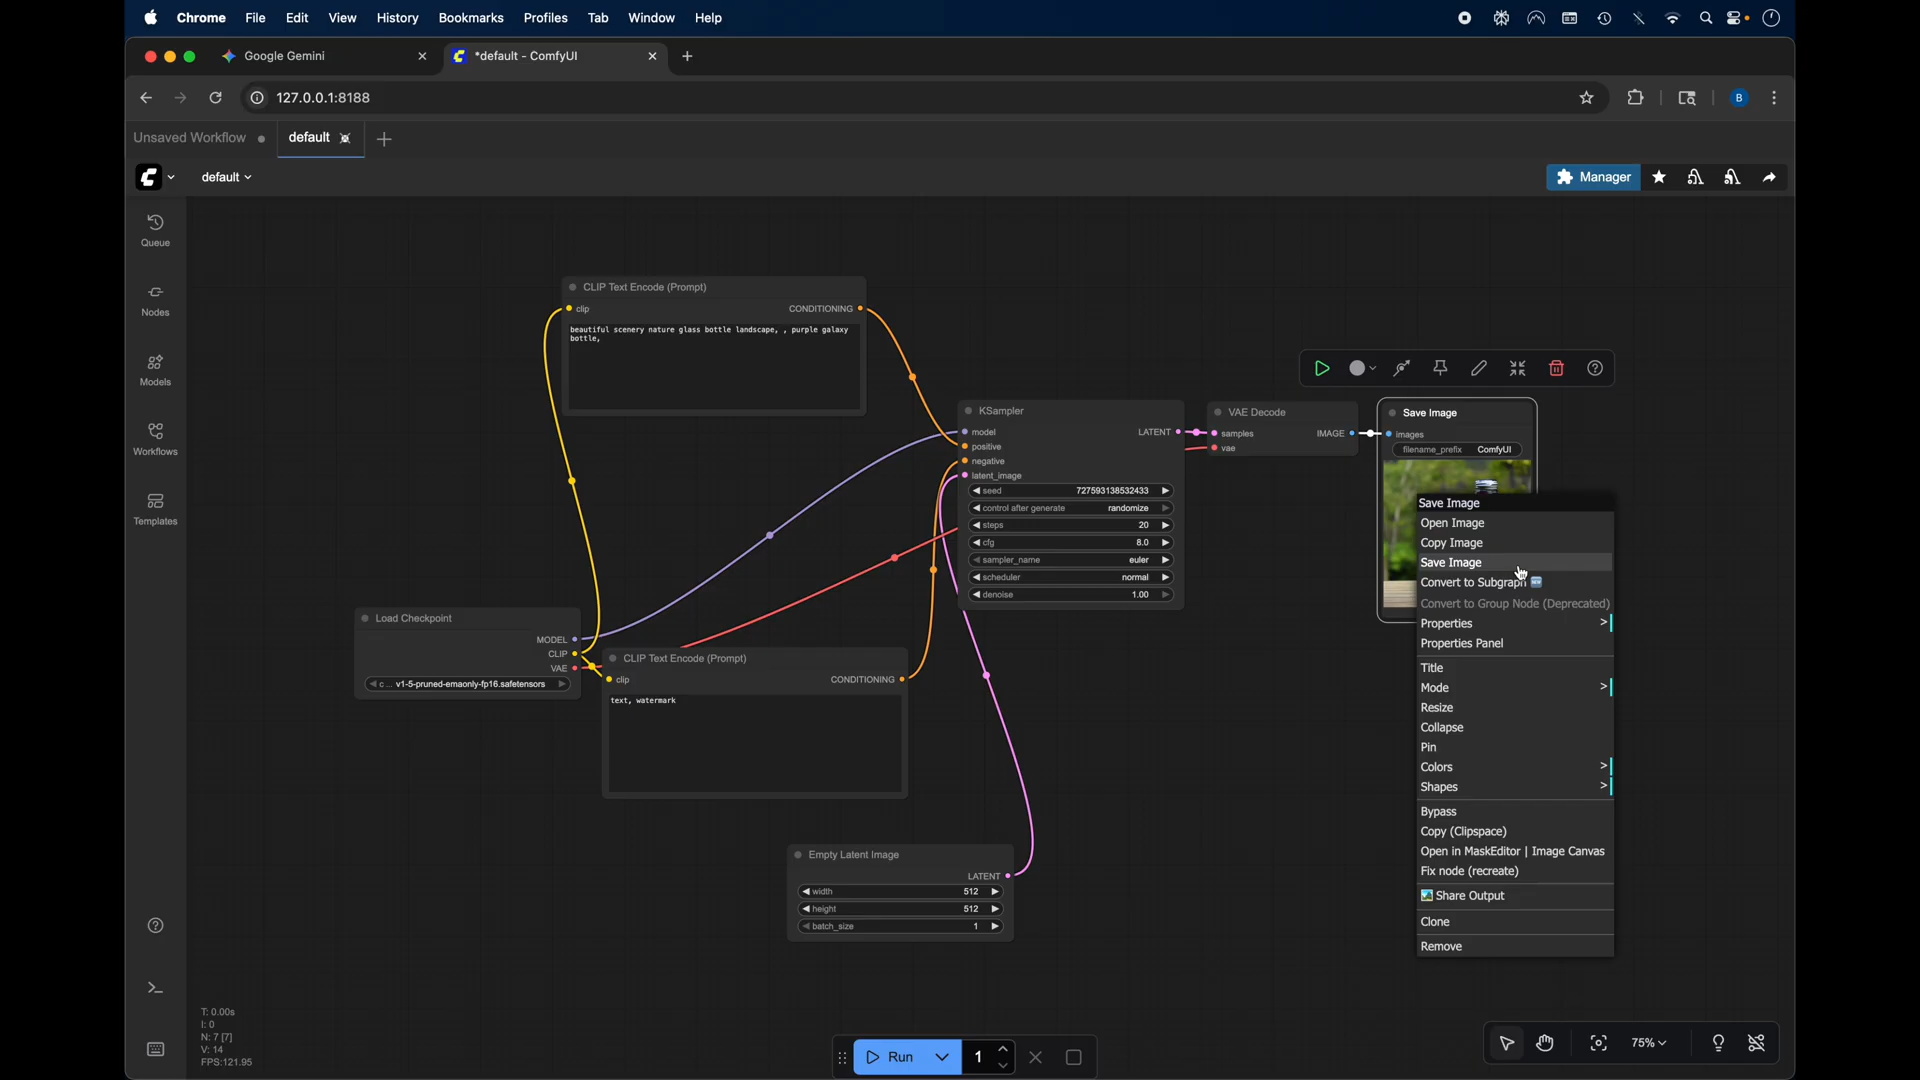 Chrome File Edit View History Bookmarks Profiles Tab Window Help
Google Gemini
*default - ComfyUI
127.0.0.1:8188
B
Unsaved Workflow
default
default
Manager
Queue
Nodes
Models
Workflows
Templates
CLIP Text Encode (Prompt)
clip CONDITIONING
beautiful scenery nature glass bottle landscape, , purple galaxy
bottle,
KSampler
model LATENT
positive
negative
latent_image
seed 727593138532433
control after generate randomize
steps 20
cfg 8.0
sampler_name euler
scheduler normal
denoise 1.00
VAE Decode
samples IMAGE
vae
Save Image
images
filename_prefix ComfyUI
Load Checkpoint
MODEL
CLIP
VAE
c... v1-5-pruned-emaonly-fp16.safetensors
CLIP Text Encode (Prompt)
clip CONDITIONING
text, watermark
Empty Latent Image
LATENT
width 512
height 512
batch_size 1
Save Image
Open Image
Copy Image
Save Image
Convert to Subgraph 🆕
Convert to Group Node (Deprecated)
Properties >
Properties Panel
Title
Mode >
Resize
Collapse
Pin
Colors >
Shapes >
Bypass
Copy (Clipspace)
Open in MaskEditor | Image Canvas
Fix node (recreate)
Share Output
Clone
Remove
T: 0.00s
I: 0
N: 7 [7]
V: 14
FPS:121.95
Run 1
75%